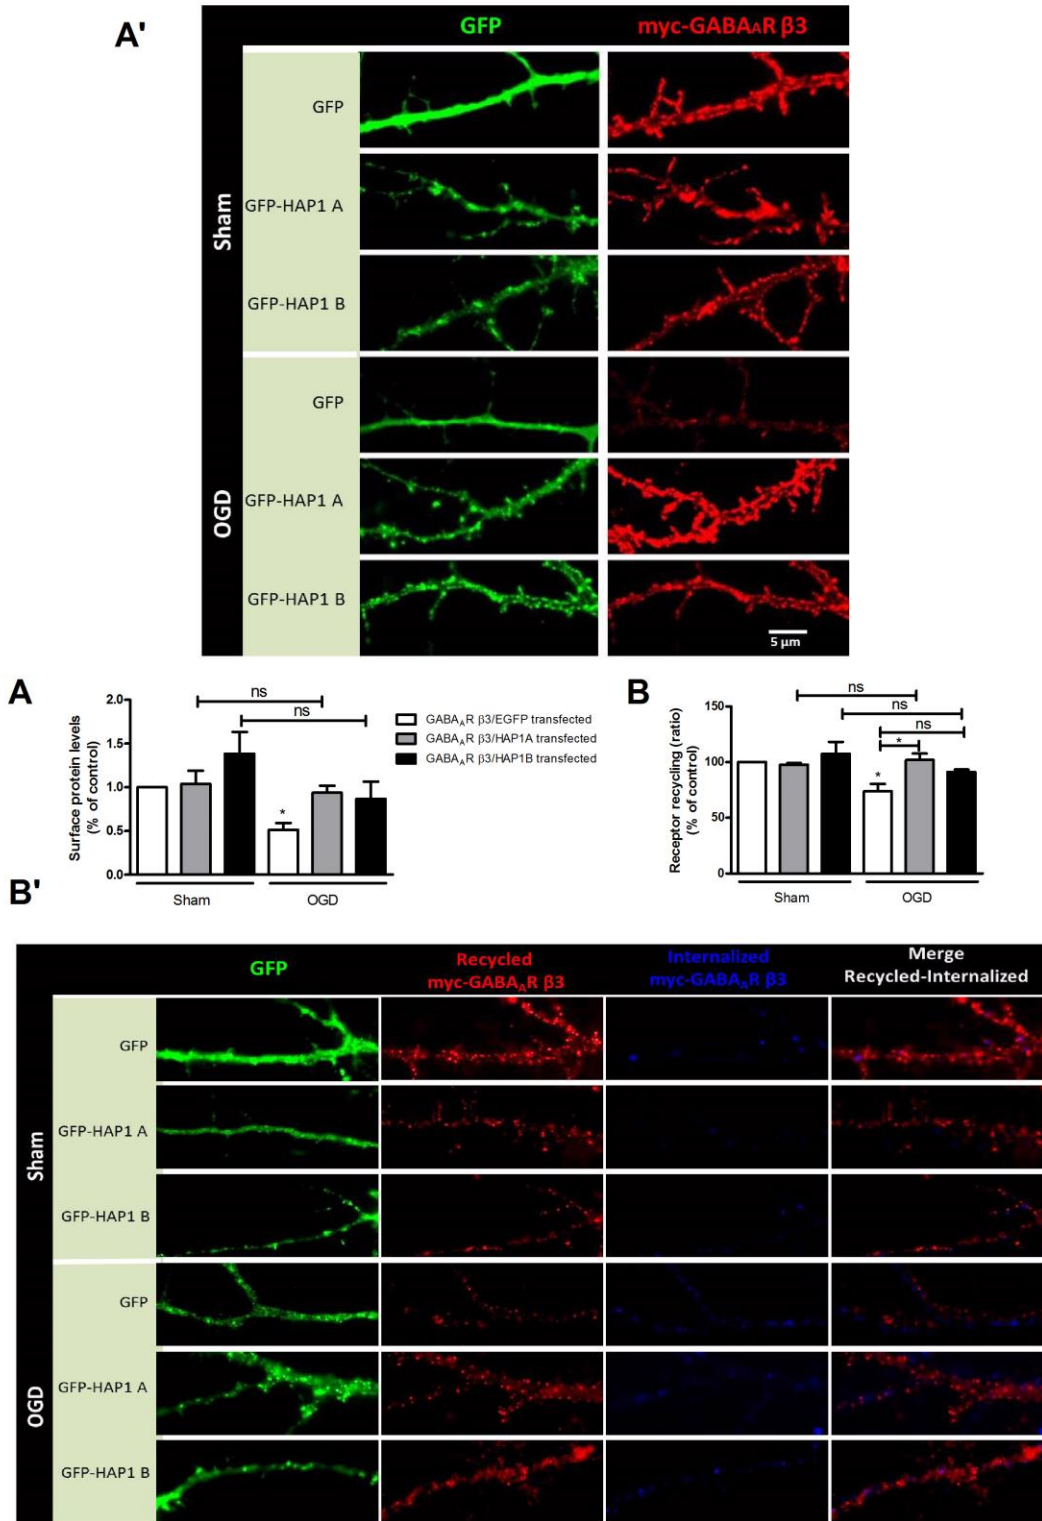 A'
GFP myc-GABAAR β3
Sham
GFP
GFP-HAP1 A
GFP-HAP1 B
OGD
GFP
GFP-HAP1 A
GFP-HAP1 B
5 µm
A
Surface protein levels
(% of control)
2.0
1.5
1.0
0.5
0.0
ns
ns
*
Sham OGD
GABAAR β3/EGFP transfected
GABAAR β3/HAP1A transfected
GABAAR β3/HAP1B transfected
B
Receptor recycling (ratio)
(% of control)
150
100
50
0
ns
ns
ns
*
*
Sham OGD
B'
GFP
Recycled
myc-GABAAR β3
Internalized
myc-GABAAR β3
Merge
Recycled-Internalized
Sham
GFP
GFP-HAP1 A
GFP-HAP1 B
OGD
GFP
GFP-HAP1 A
GFP-HAP1 B